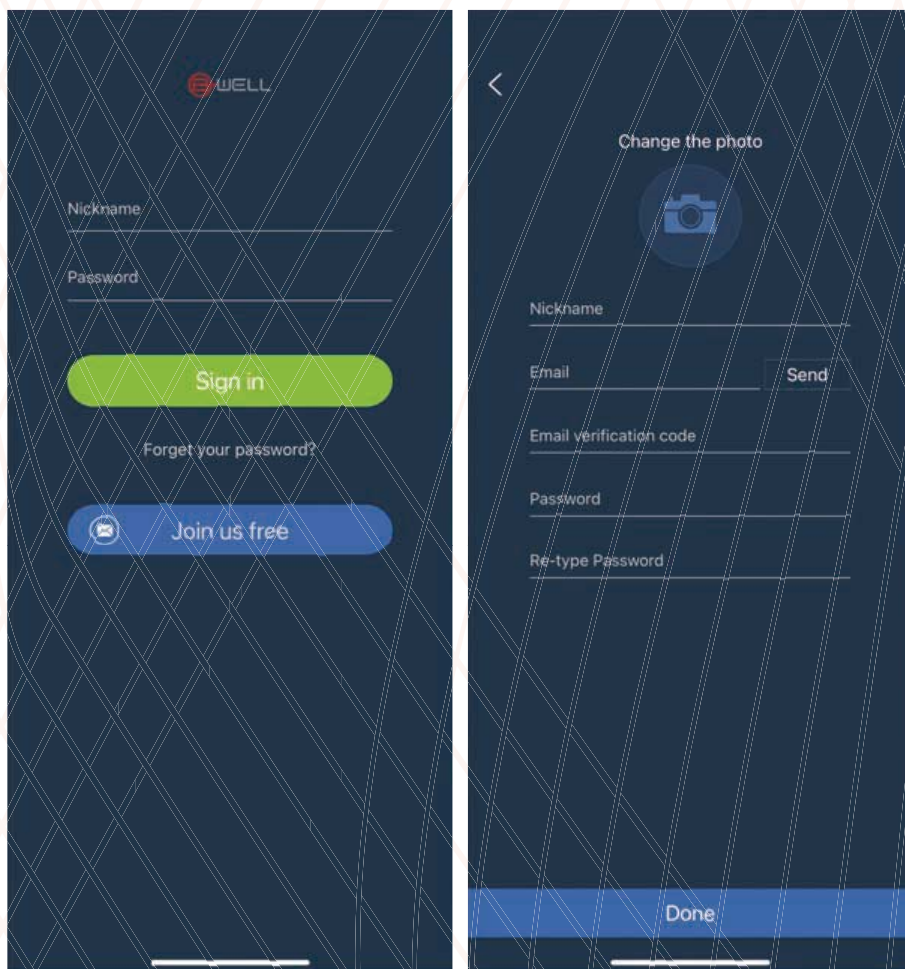 WELL
Nickname
Password
Sign in
Forget your password?
Join us free
Change the photo
Nickname
Email
Send
Email verification code
Password
Re-type Password
Done